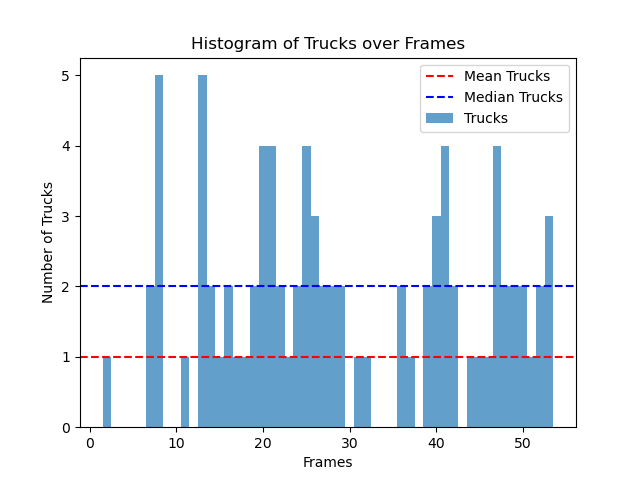 Histogram of Trucks over Frames
Mean Trucks
Median Trucks
Trucks
5
4
3
2
1
0
Number of Trucks
0 10 20 30 40 50
Frames